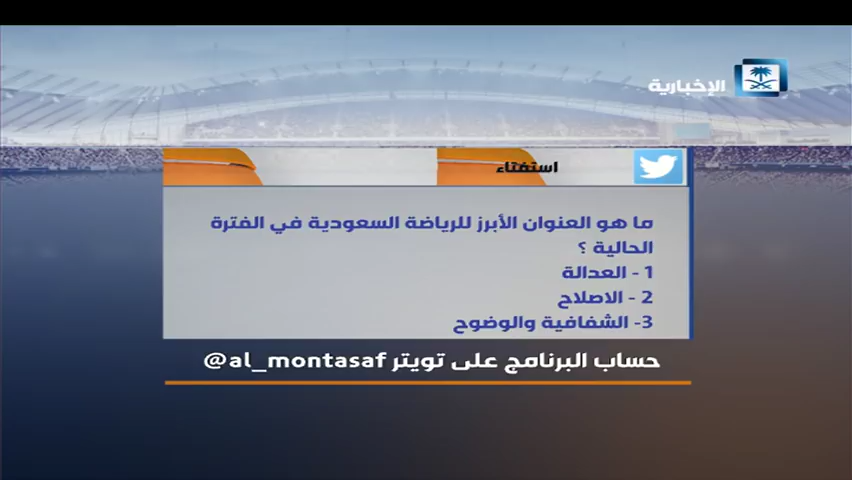 الإخبارية
استفتاء
ما هو العنوان الأبرز للرياضة السعودية في الفترة
الحالية ؟
1 - العدالة
2 - الاصلاح
3- الشفافية والوضوح
حساب البرنامج على تويتر @al_montasaf